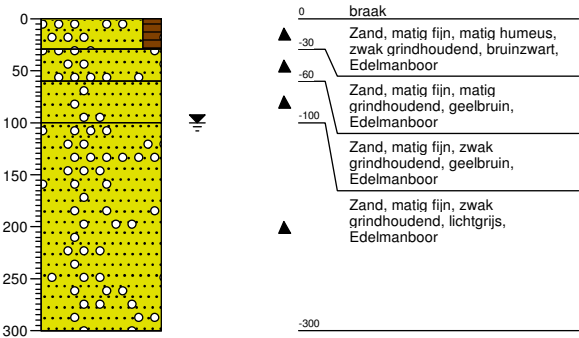 0
50
100
150
200
250
300
0
braak
Zand, matig fijn, matig humeus,
zwak grindhoudend, bruinzwart,
Edelmanboor
-30
Zand, matig fijn, matig
grindhoudend, geelbruin,
Edelmanboor
-60
Zand, matig fijn, zwak
grindhoudend, geelbruin,
Edelmanboor
-100
Zand, matig fijn, zwak
grindhoudend, lichtgrijs,
Edelmanboor
-300